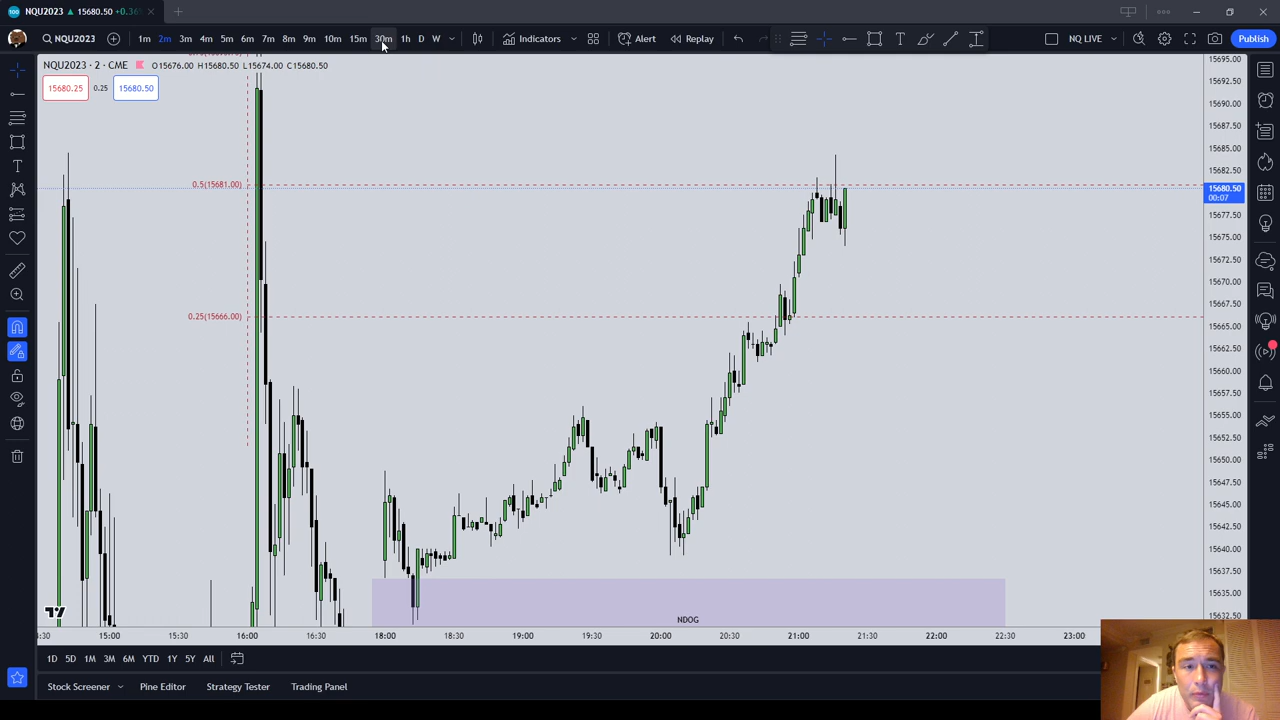 NQU2023 ▲ 15680.50 +0.36
NQU2023
1m 2m 3m 4m 5m 6m 7m 8m 9m 10m 15m 30m 1h D W
Indicators
Alert
Replay
NQ LIVE
Publish
NQU2023 · 2 · CME O15676.00 H15680.50 L15674.00 C15680.50
15680.25 0.25 15680.50
0.5(15681.00)
0.25(15666.00)
NDOG
15695.00
15692.50
15690.00
15687.50
15685.00
15682.50
15680.50
00:07
15677.50
15675.00
15672.50
15670.00
15667.50
15665.00
15662.50
15660.00
15657.50
15655.00
15652.50
15650.00
15647.50
15645.00
15642.50
15640.00
15637.50
15635.00
15632.50
15:00 15:30 16:00 16:30 18:00 18:30 19:00 19:30 20:00 20:30 21:00 21:30 22:00 22:30 23:00
1D 5D 1M 3M 6M YTD 1Y 5Y All
Stock Screener Pine Editor Strategy Tester Trading Panel